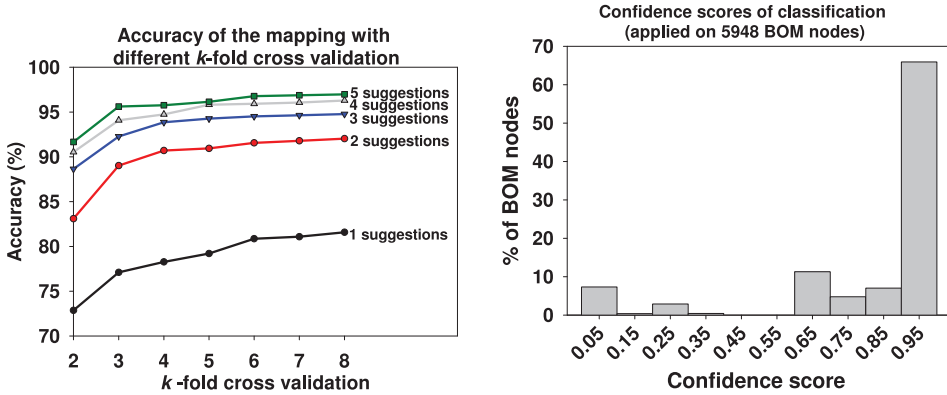 Accuracy of the mapping with
different k-fold cross validation
Accuracy (%)
100
95
90
85
80
75
70
5 suggestions
4 suggestions
3 suggestions
2 suggestions
1 suggestions
2 3 4 5 6 7 8
k -fold cross validation
Confidence scores of classification
(applied on 5948 BOM nodes)
% of BOM nodes
70
60
50
40
30
20
10
0
0.05 0.15 0.25 0.35 0.45 0.55 0.65 0.75 0.85 0.95
Confidence score